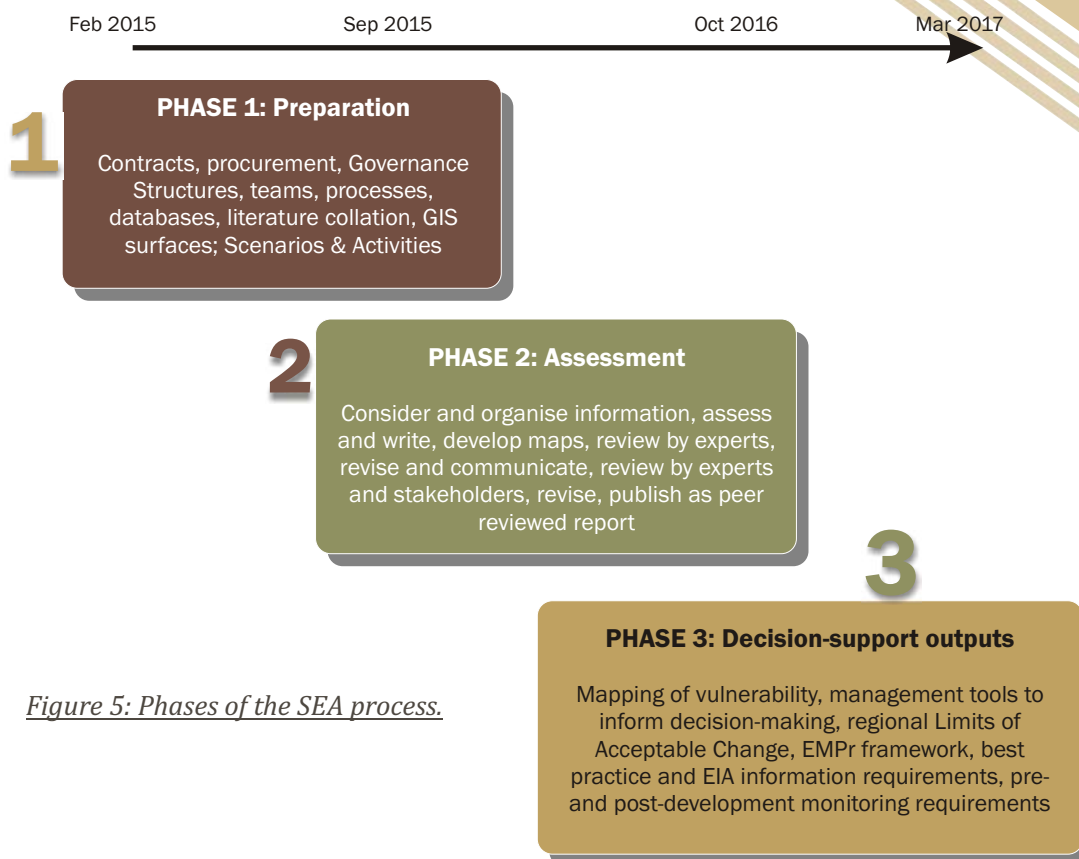 Feb 2015 Sep 2015 Oct 2016 Mar 2017
1
PHASE 1: Preparation
Contracts, procurement, Governance
Structures, teams, processes,
databases, literature collation, GIS
surfaces; Scenarios & Activities
2
PHASE 2: Assessment
Consider and organise information, assess
and write, develop maps, review by experts,
revise and communicate, review by experts
and stakeholders, revise, publish as peer
reviewed report
3
PHASE 3: Decision-support outputs
Mapping of vulnerability, management tools to
inform decision-making, regional Limits of
Acceptable Change, EMPr framework, best
practice and EIA information requirements, pre-
and post-development monitoring requirements
Figure 5: Phases of the SEA process.